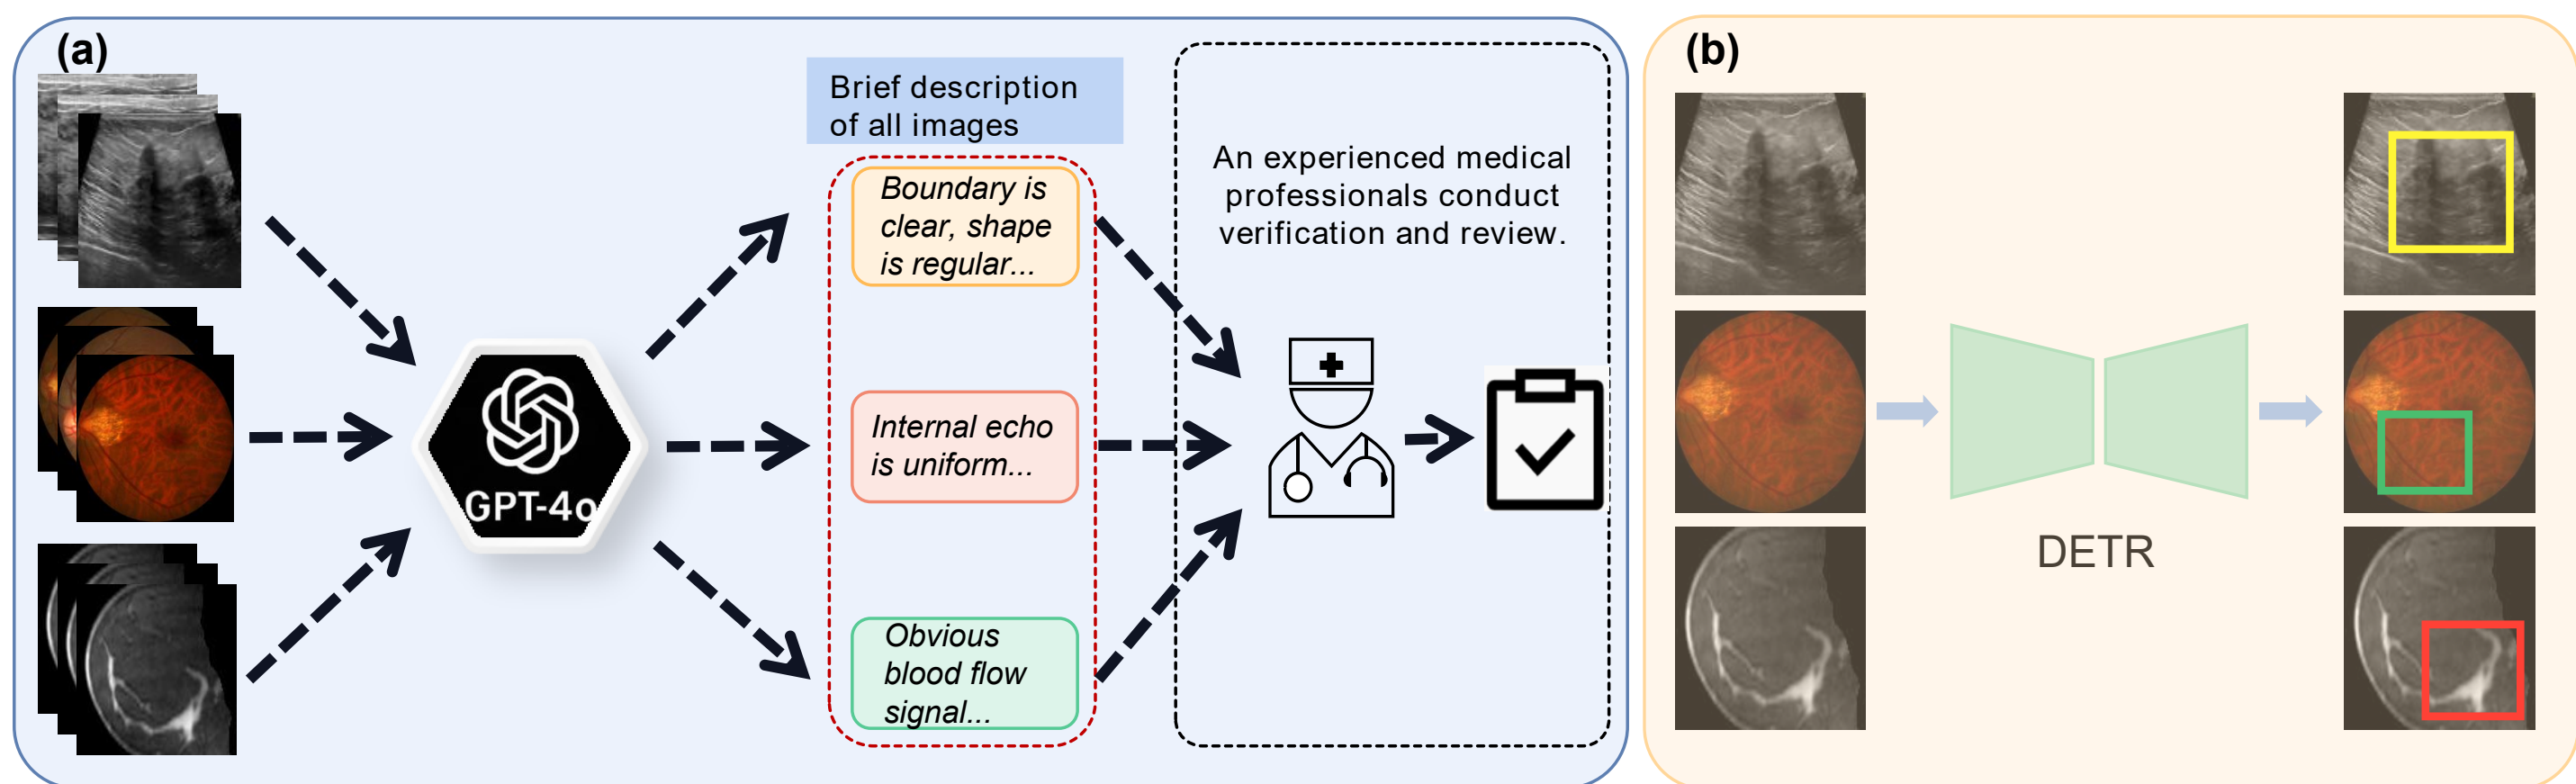 (a)
Brief description
of all images
Boundary is
clear, shape
is regular...
Internal echo
is uniform...
Obvious
blood flow
signal...
GPT-4o
An experienced medical
professionals conduct
verification and review.
(b)
DETR